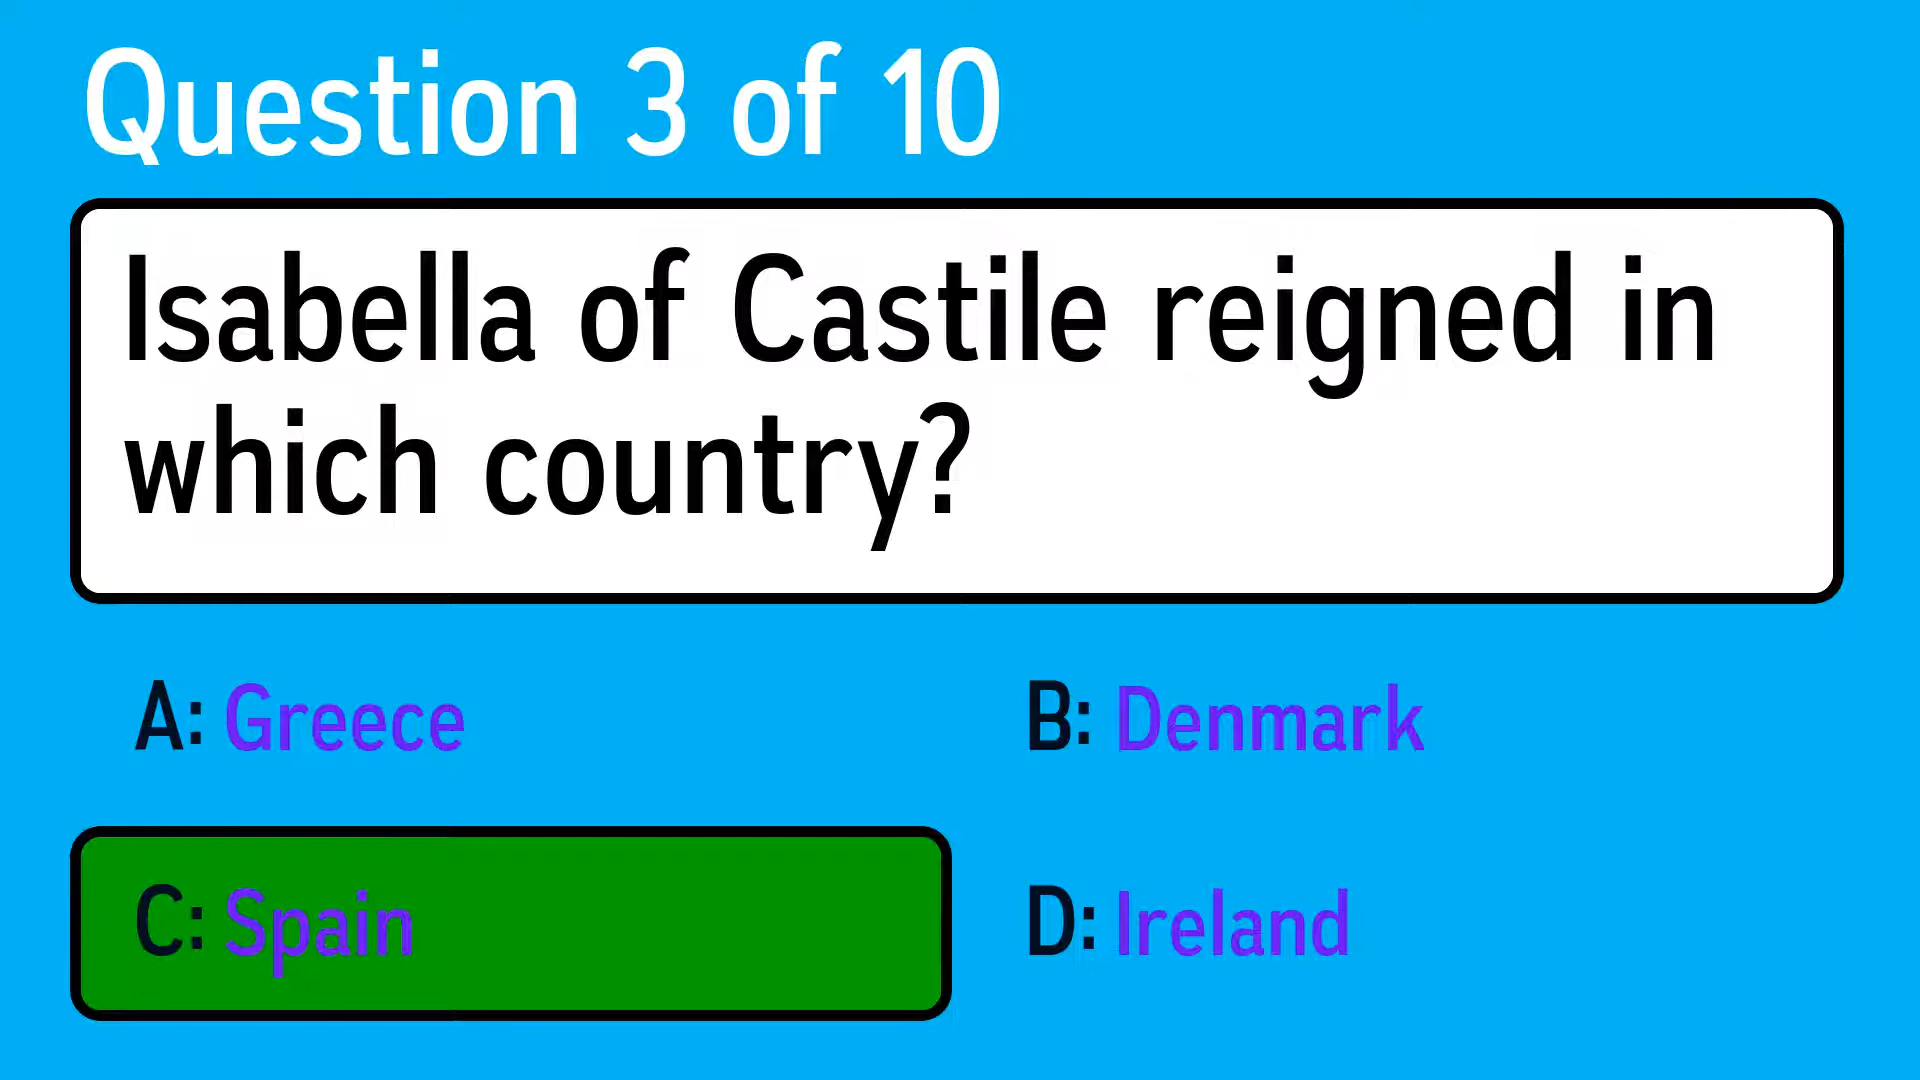 Question 3 of 10
Isabella of Castile reigned in
which country?
A: Greece
B: Denmark
C: Spain
D: Ireland